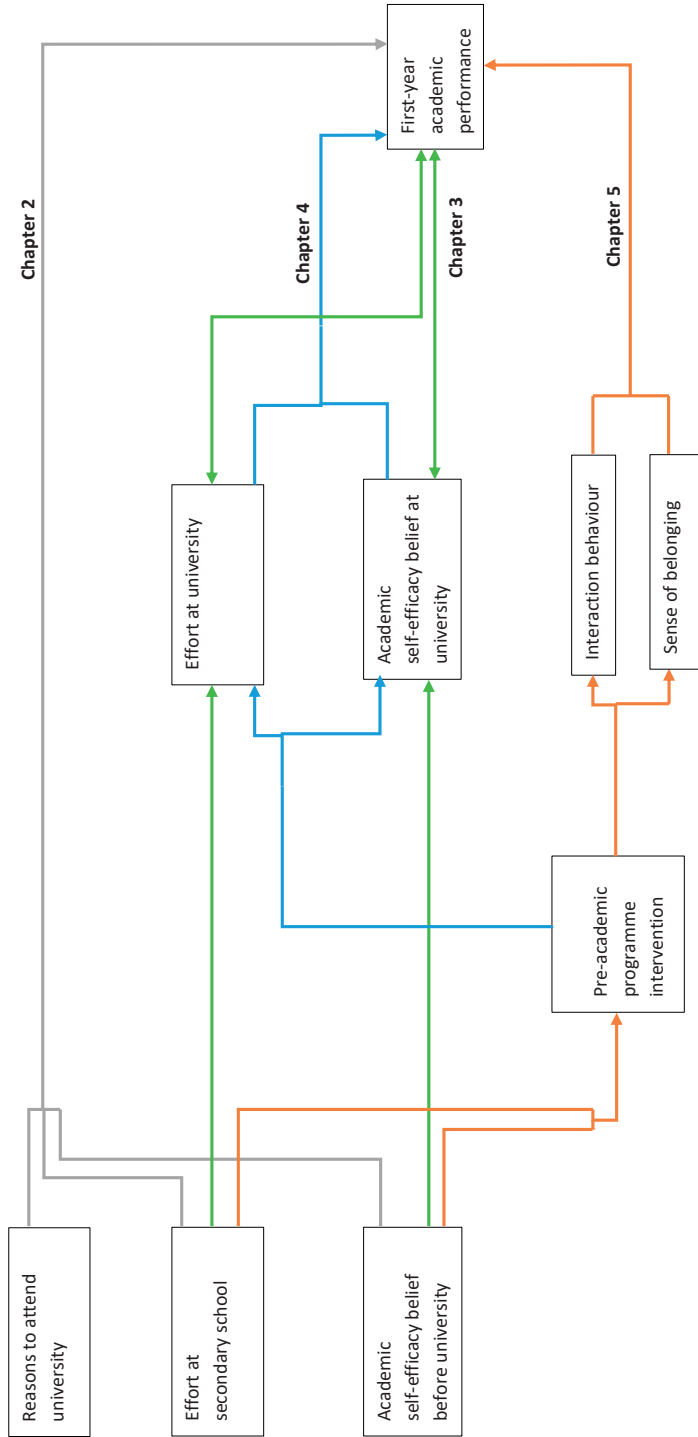 Reasons to attend
university
Effort at
secondary school
Academic
self-efficacy belief
before university
Pre-academic
programme
intervention
Effort at university
Academic
self-efficacy belief at
university
Interaction behaviour
Sense of belonging
Chapter 2
Chapter 4
Chapter 3
Chapter 5
First-year
academic
performance